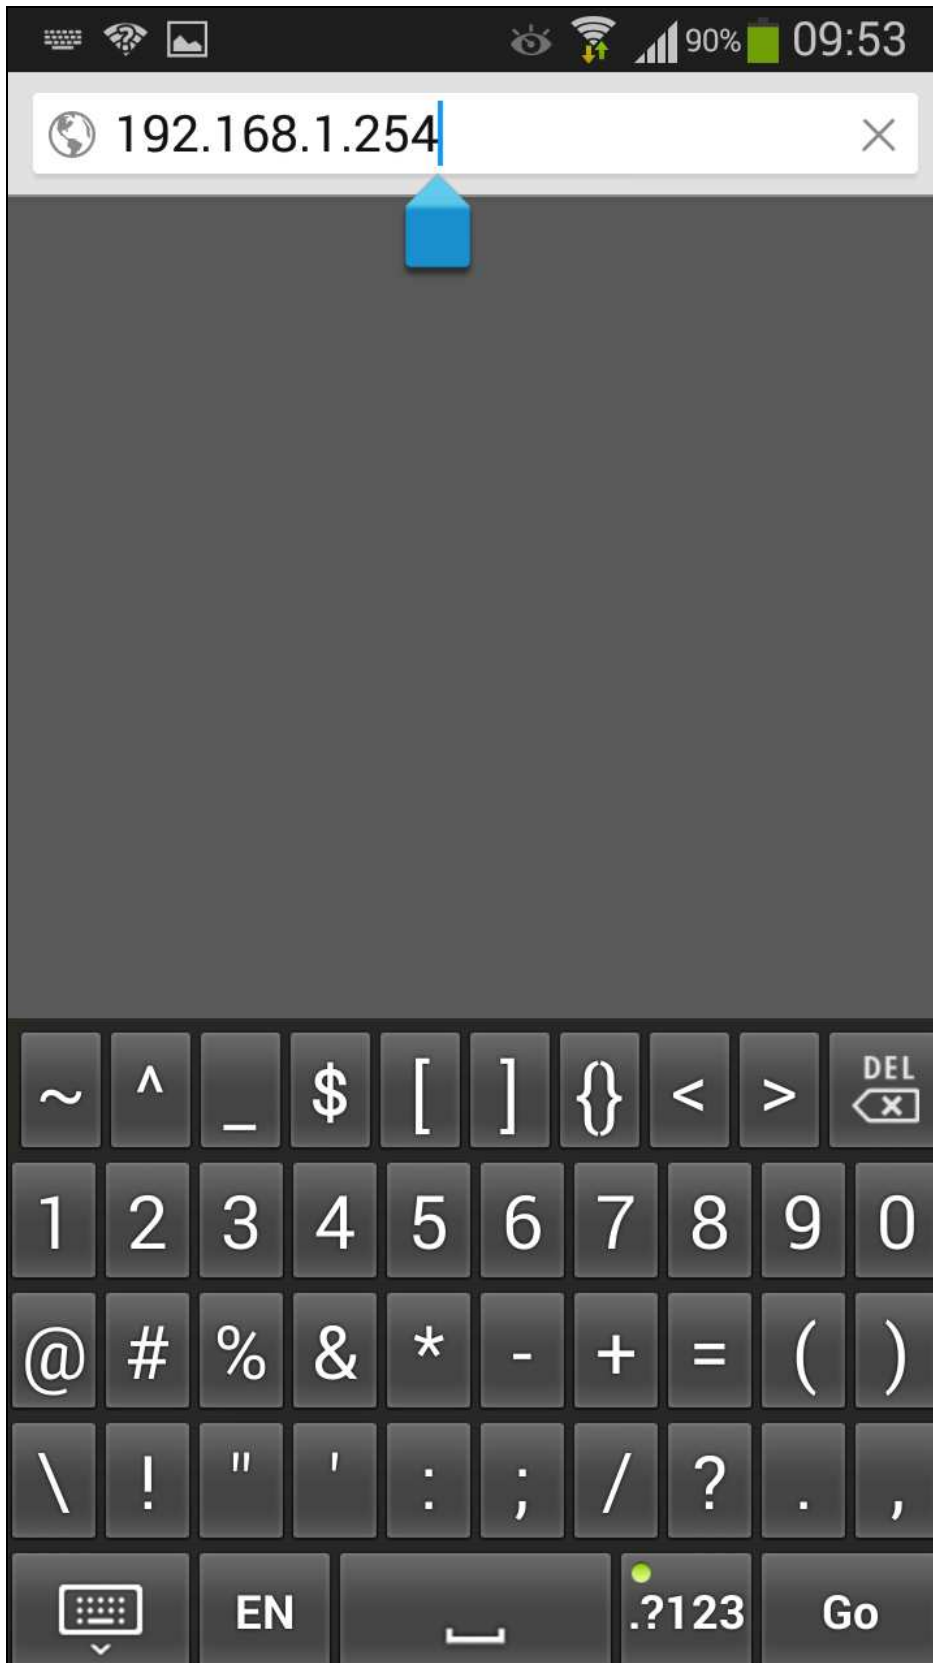 90% 09:53
192.168.1.254
~ ^ _ $ [ ] {} < > DEL
1 2 3 4 5 6 7 8 9 0
@ # % & * - + = ( )
\ ! " ' : ; / ? . ,
EN .?123 Go